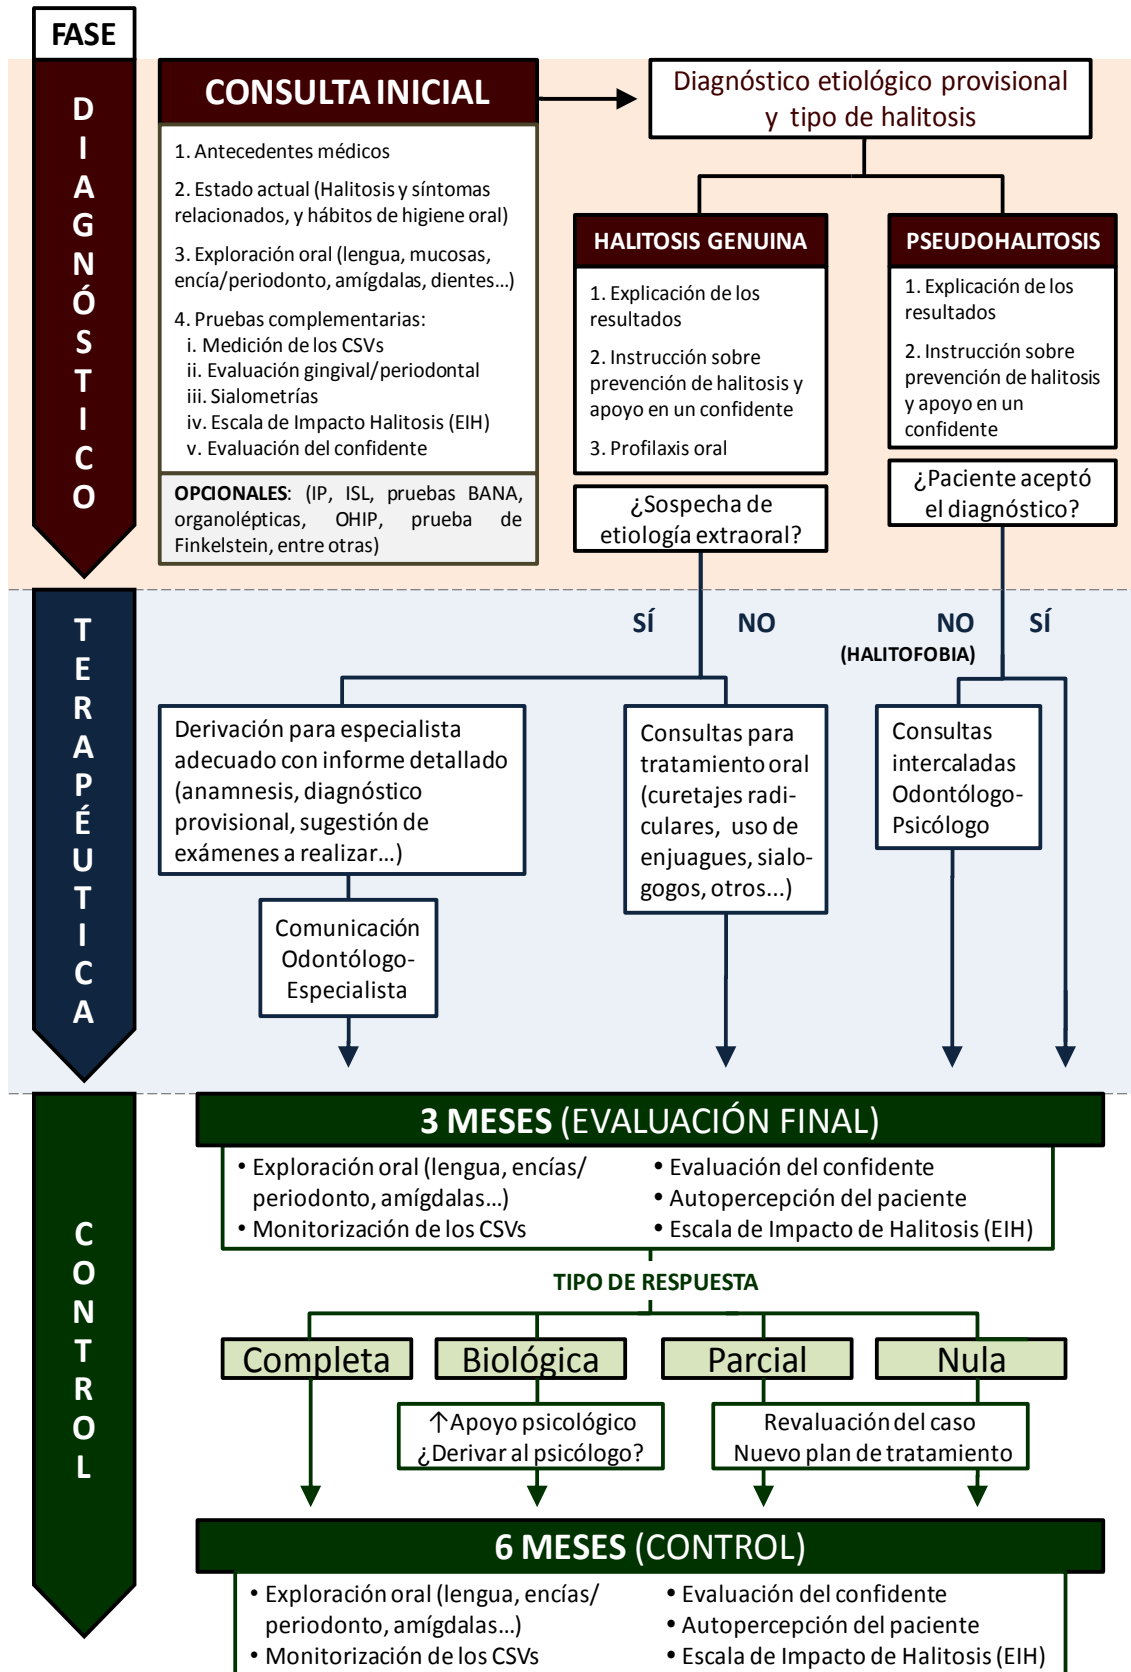 FASE
DIAGNÓSTICO
CONSULTA INICIAL
1. Antecedentes médicos
2. Estado actual (Halitosis y síntomas
relacionados, y hábitos de higiene oral)
3. Exploración oral (lengua, mucosas,
encía/periodonto, amígdalas, dientes...)
4. Pruebas complementarias:
i. Medición de los CSVs
ii. Evaluación gingival/periodontal
iii. Sialometrías
iv. Escala de Impacto Halitosis (EIH)
v. Evaluación del confidente
OPCIONALES: (IP, ISL, pruebas BANA,
organolépticas, OHIP, prueba de
Finkelstein, entre otras)
Diagnóstico etiológico provisional
y tipo de halitosis
HALITOSIS GENUINA
1. Explicación de los
resultados
2. Instrucción sobre
prevención de halitosis y
apoyo en un confidente
3. Profilaxis oral
¿Sospecha de
etiología extraoral?
PSEUDOHALITOSIS
1. Explicación de los
resultados
2. Instrucción sobre
prevención de halitosis
y apoyo en un
confidente
¿Paciente aceptó
el diagnóstico?
TERAPÉUTICA
SÍ NO
NO SÍ
(HALITOFOBIA)
Derivación para especialista
adecuado con informe detallado
(anamnesis, diagnóstico
provisional, sugestión de
exámenes a realizar...)
Comunicación
Odontólogo-
Especialista
Consultas para
tratamiento oral
(curetajes radi-
culares, uso de
enjuagues, sialo-
gogos, otros...)
Consultas
intercaladas
Odontólogo-
Psicólogo
CONTROL
3 MESES (EVALUACIÓN FINAL)
• Exploración oral (lengua, encías/
periodonto, amígdalas...)
• Monitorización de los CSVs
• Evaluación del confidente
• Autopercepción del paciente
• Escala de Impacto de Halitosis (EIH)
TIPO DE RESPUESTA
Completa
Biológica
Parcial
Nula
↑Apoyo psicológico
¿Derivar al psicólogo?
Revaluación del caso
Nuevo plan de tratamiento
6 MESES (CONTROL)
• Exploración oral (lengua, encías/
periodonto, amígdalas...)
• Monitorización de los CSVs
• Evaluación del confidente
• Autopercepción del paciente
• Escala de Impacto de Halitosis (EIH)